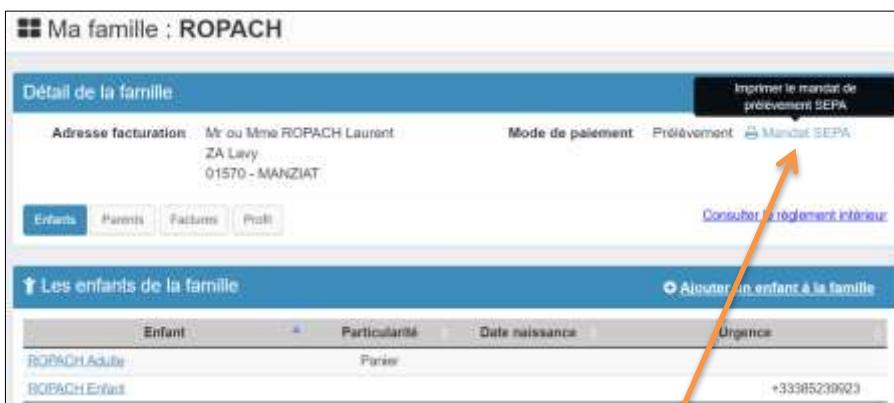 Ma famille : ROPACH
Détail de la famille
Imprimer le mandat de
prélèvement SEPA
Adresse facturation Mr ou Mme ROPACH Laurent Mode de paiement Prélèvement Mandat SEPA
ZA Lavy
01570 - MANZIAT
Enfants Parents Factures Profil Consulter le règlement intérieur
Les enfants de la famille Ajouter un enfant à la famille
Enfant Particularité Date naissance Urgence
ROPACH Adulte Panier
ROPACH Enfant +33385239923